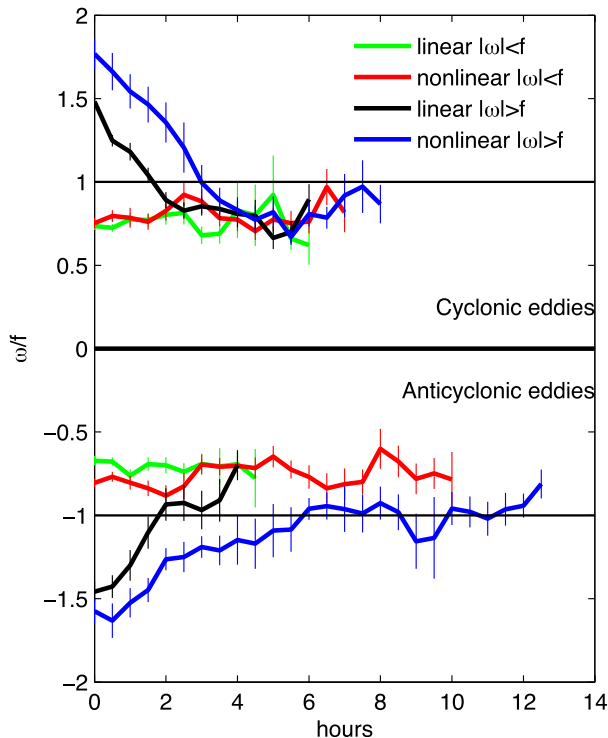 linear |ω|<f
nonlinear |ω|<f
linear |ω|>f
nonlinear |ω|>f
2
1.5
1
0.5
0
−0.5
−1
−1.5
−2
ω/f
Cyclonic eddies
Anticyclonic eddies
0 2 4 6 8 10 12 14
hours